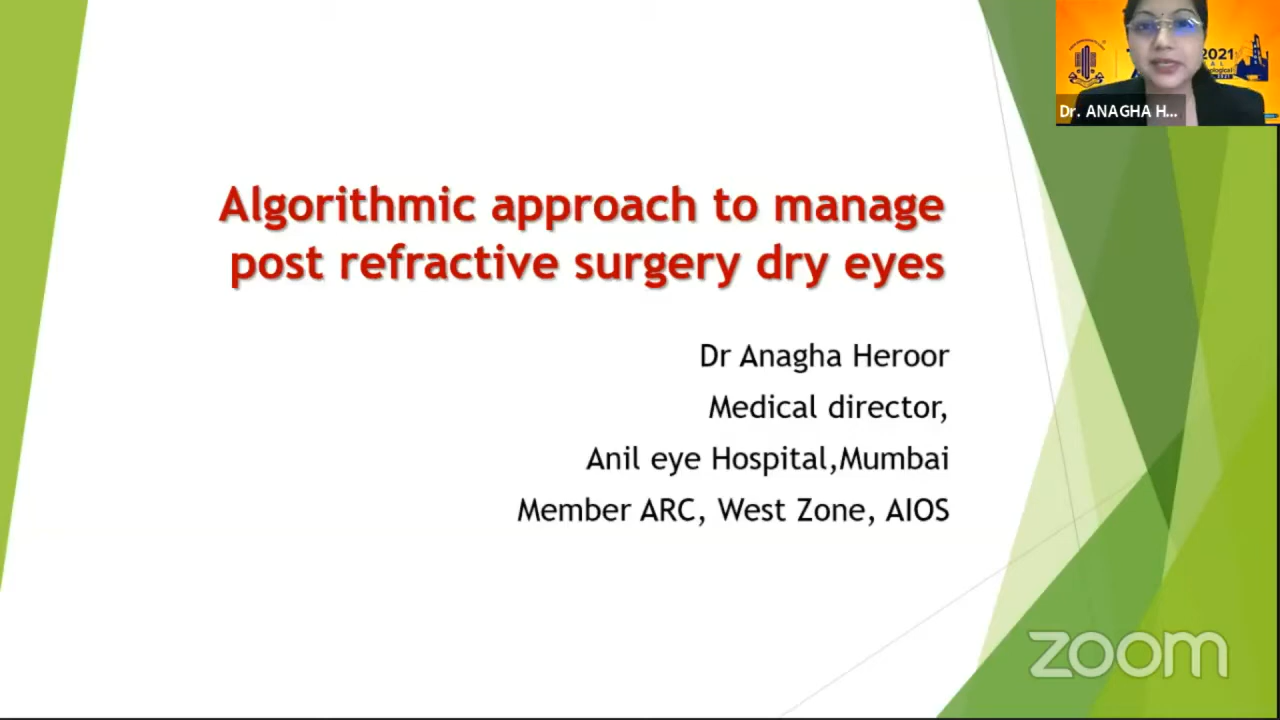 2021
Dr. ANAGHA H...
Algorithmic approach to manage
post refractive surgery dry eyes
Dr Anagha Heroor
Medical director,
Anil eye Hospital,Mumbai
Member ARC, West Zone, AIOS
zoom